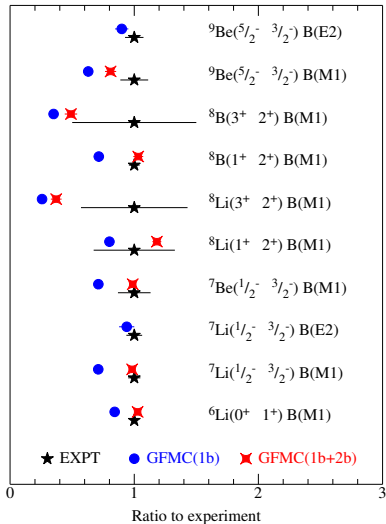 ⁹Be(⁵/₂⁻ ³/₂⁻) B(E2)
⁹Be(⁵/₂⁻ ³/₂⁻) B(M1)
⁸B(3⁺ 2⁺) B(M1)
⁸B(1⁺ 2⁺) B(M1)
⁸Li(3⁺ 2⁺) B(M1)
⁸Li(1⁺ 2⁺) B(M1)
⁷Be(¹/₂⁻ ³/₂⁻) B(M1)
⁷Li(¹/₂⁻ ³/₂⁻) B(E2)
⁷Li(¹/₂⁻ ³/₂⁻) B(M1)
⁶Li(0⁺ 1⁺) B(M1)
EXPT GFMC(1b) GFMC(1b+2b)
0 1 2 3
Ratio to experiment